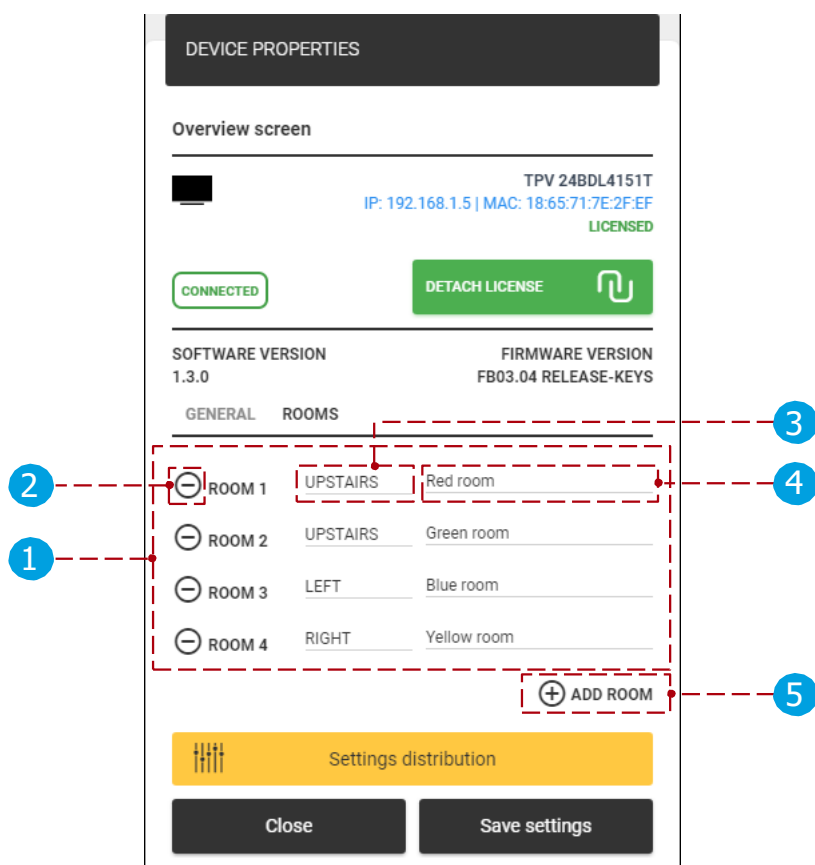 DEVICE PROPERTIES
Overview screen
TPV 24BDL4151T
IP: 192.168.1.5 | MAC: 18:65:71:7E:2F:EF
LICENSED
CONNECTED
DETACH LICENSE
SOFTWARE VERSION FIRMWARE VERSION
1.3.0 FB03.04 RELEASE-KEYS
GENERAL ROOMS
3
2 ROOM 1 UPSTAIRS Red room 4
ROOM 2 UPSTAIRS Green room
1
ROOM 3 LEFT Blue room
ROOM 4 RIGHT Yellow room
ADD ROOM 5
Settings distribution
Close Save settings